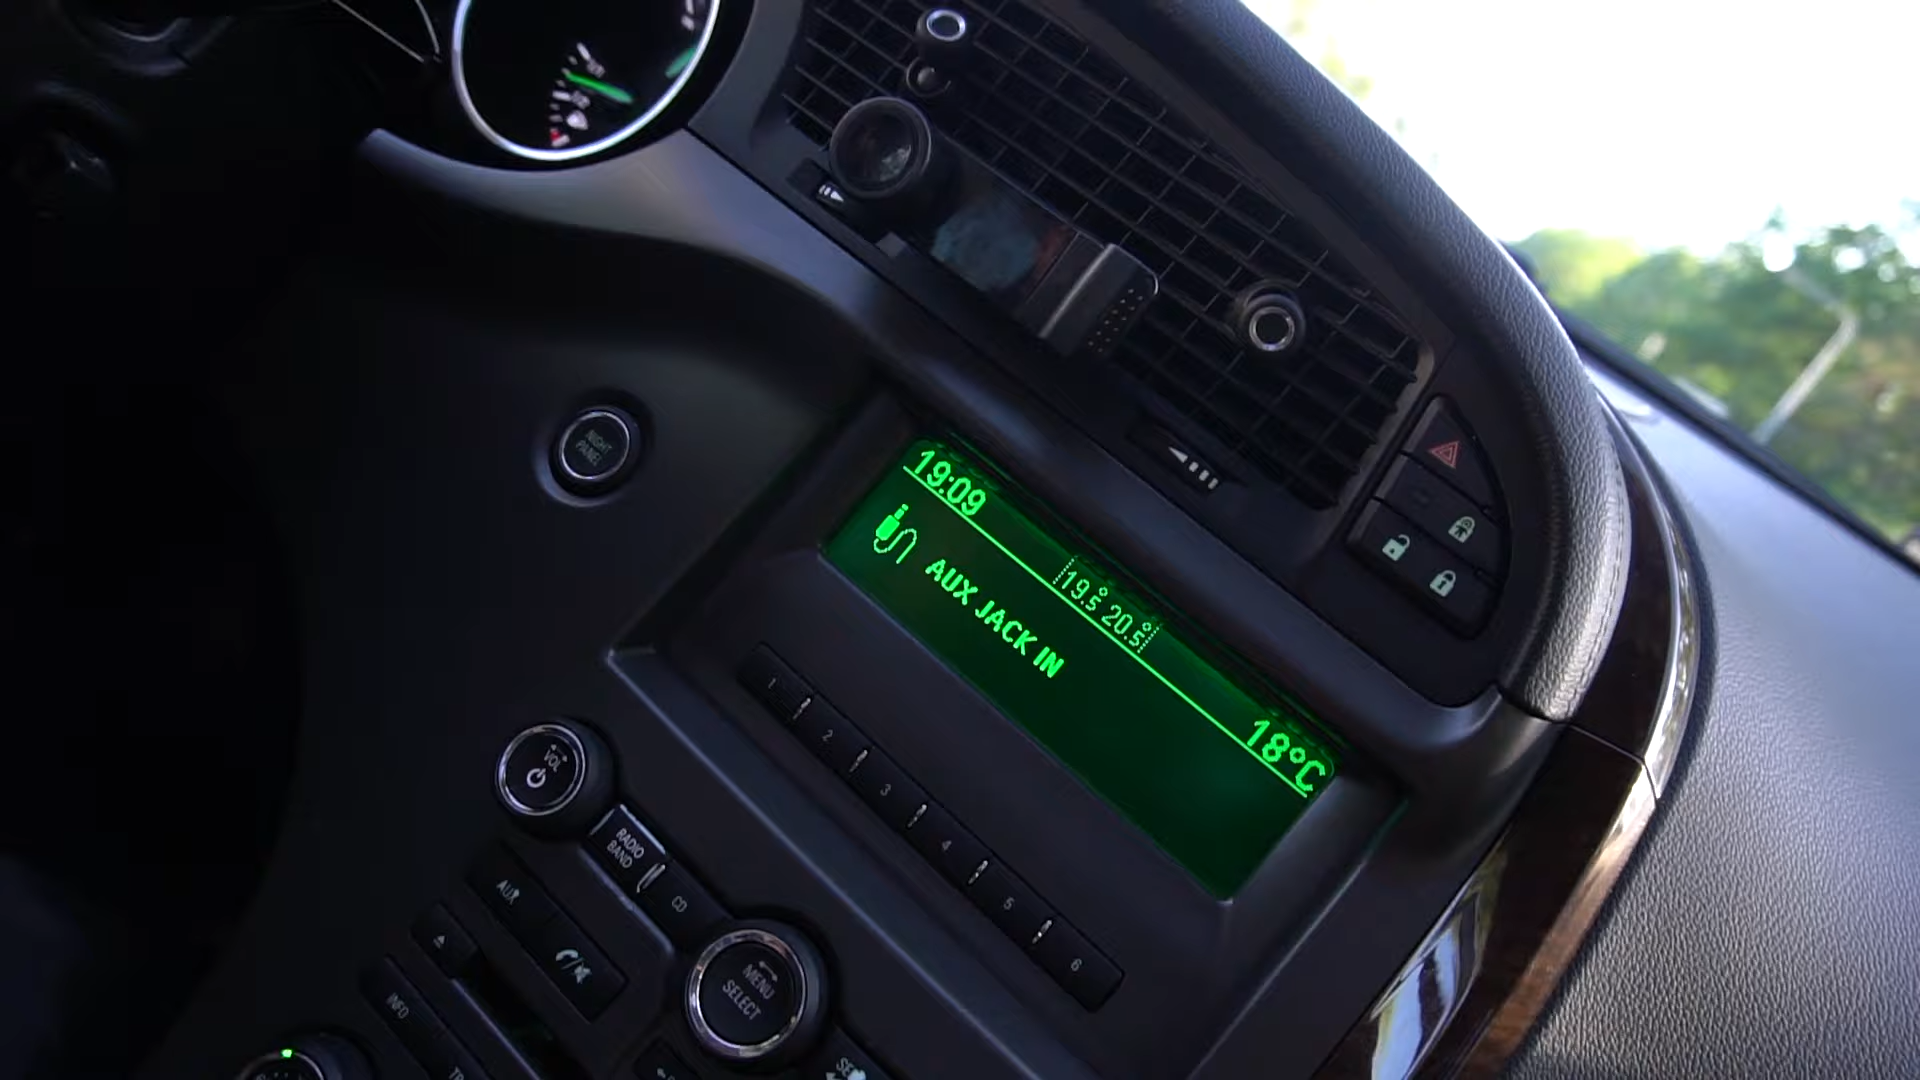 19:09
19.5° 20.5°
18°C
AUX JACK IN
NIGHT
PANEL
1
2
3
4
5
6
VOL
RADIO
BAND
CD
AUX
MENU
SELECT
INFO